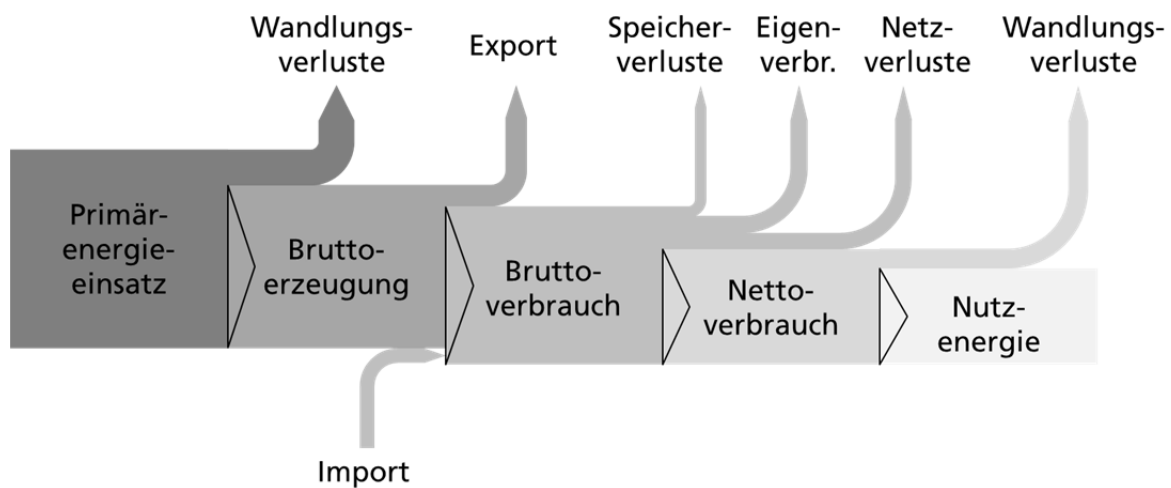 Wandlungs-
verluste
Export
Speicher-
verluste
Eigen-
verbr.
Netz-
verluste
Wandlungs-
verluste
Primär-
energie-
einsatz
Brutto-
erzeugung
Brutto-
verbrauch
Netto-
verbrauch
Nutz-
energie
Import